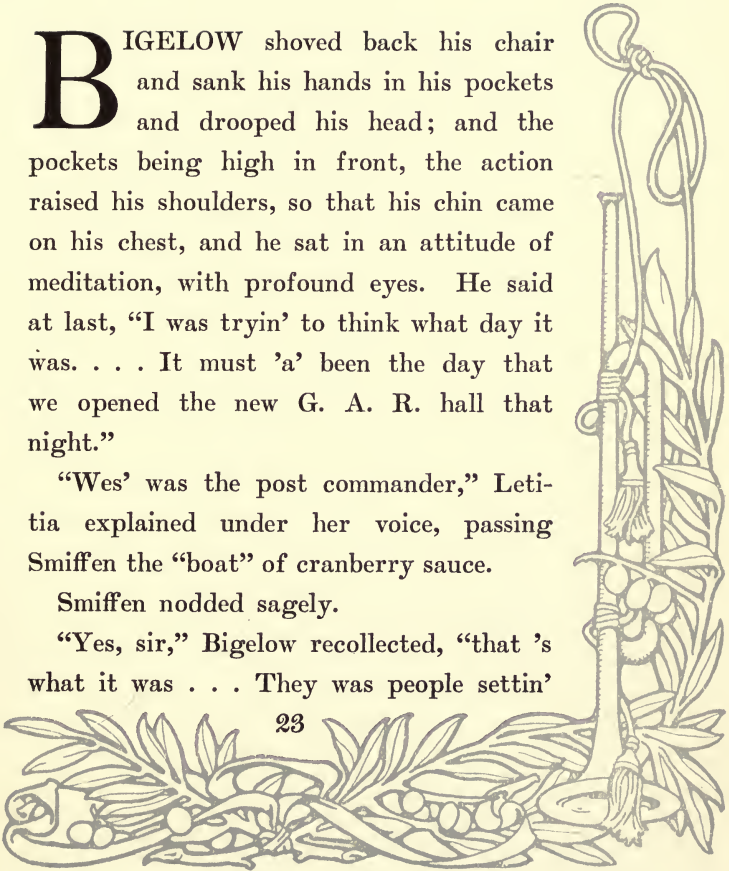 BIGELOW shoved back his chair
and sank his hands in his pockets
and drooped his head; and the
pockets being high in front, the action
raised his shoulders, so that his chin came
on his chest, and he sat in an attitude of
meditation, with profound eyes. He said
at last, “I was tryin’ to think what day it
was. . . . It must ’a’ been the day that
we opened the new G. A. R. hall that
night.”
“Wes’ was the post commander,” Leti-
tia explained under her voice, passing
Smiffen the “boat” of cranberry sauce.
Smiffen nodded sagely.
“Yes, sir,” Bigelow recollected, “that ’s
what it was . . . They was people settin’
23